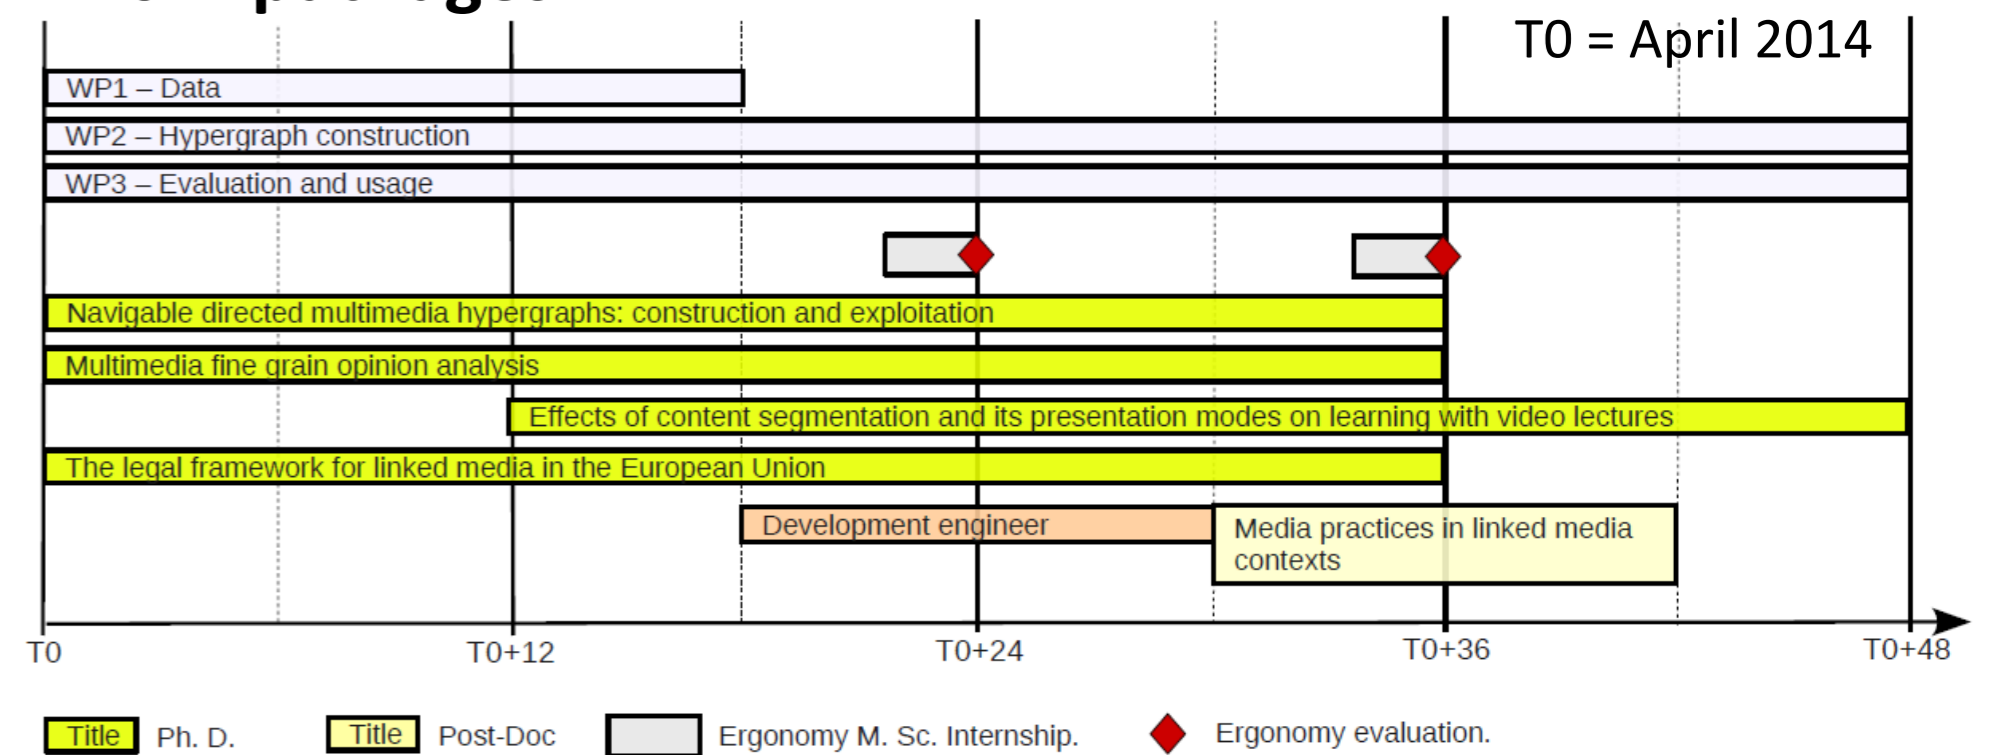 T0 = April 2014
WP1 – Data
WP2 – Hypergraph construction
WP3 – Evaluation and usage
Navigable directed multimedia hypergraphs: construction and exploitation
Multimedia fine grain opinion analysis
Effects of content segmentation and its presentation modes on learning with video lectures
The legal framework for linked media in the European Union
Development engineer
Media practices in linked media
contexts
T0
T0+12
T0+24
T0+36
T0+48
Title Ph. D.
Title Post-Doc
Ergonomy M. Sc. Internship.
Ergonomy evaluation.